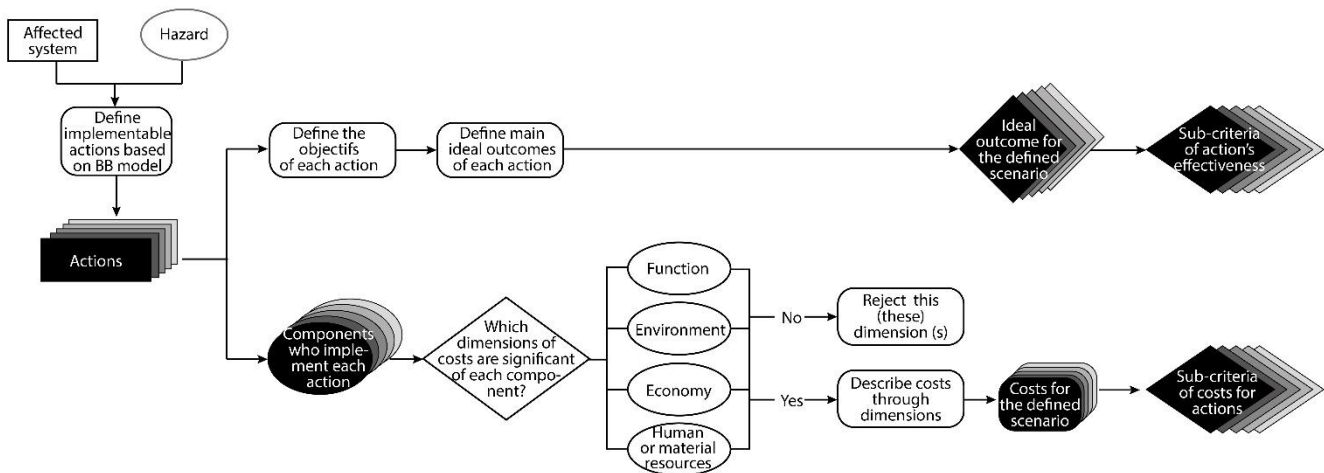 Affected
system
Hazard
Define
implementable
actions based
on BB model
Actions
Define the
objectifs
of each action
Define main
ideal outcomes
of each action
Ideal
outcome for
the defined
scenario
Sub-criteria
of action's
effectiveness
Components
who imple-
ment each
action
Which
dimensions of
costs are significant
of each compo-
nent?
Function
Environment
Economy
Human
or material
resources
No
Reject this
(these)
dimension (s)
Yes
Describe costs
through
dimensions
Costs for
the defined
scenario
Sub-criteria
of costs for
actions